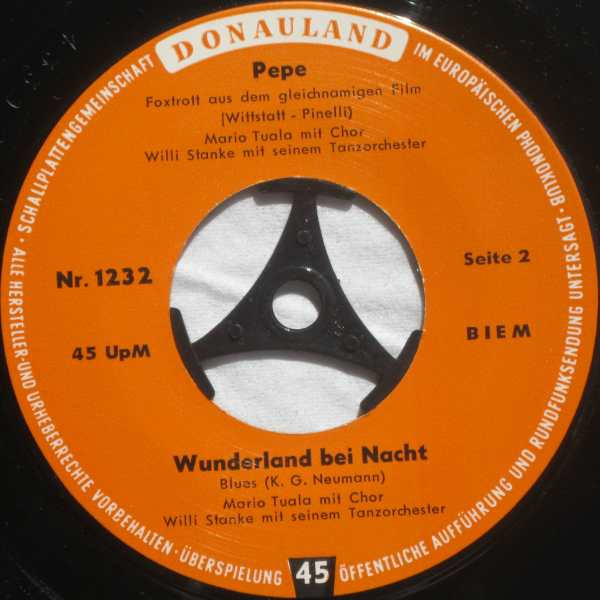 DONAULAND
SCHALLPLATTENGEMEINSCHAFT
IM EUROPÄISCHEN PHONOKLUB ·
Pepe
Foxtrott aus dem gleichnamigen Film
(Wittstatt - Pinelli)
Mario Tuala mit Chor
Willi Stanke mit seinem Tanzorchester
Nr. 1232
Seite 2
45 UpM
BIEM
Wunderland bei Nacht
Blues (K. G. Neumann)
Mario Tuala mit Chor
Willi Stanke mit seinem Tanzorchester
· ALLE HERSTELLER- UND URHEBERRECHTE VORBEHALTEN · ÜBERSPIELUNG
45
ÖFFENTLICHE AUFFÜHRUNG UND RUNDFUNKSENDUNG UNTERSAGT ·